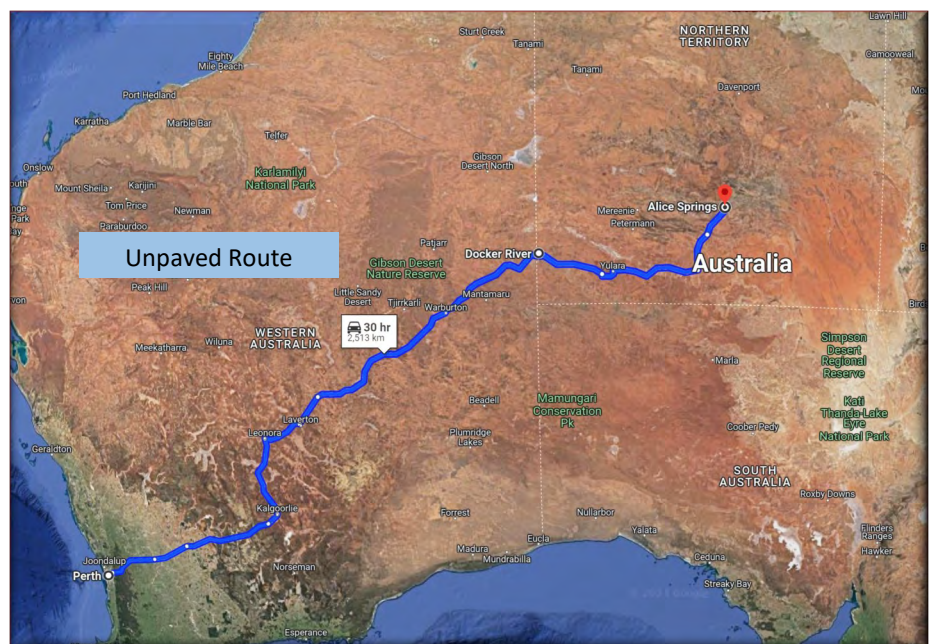 Lawn Hill
Sturt Creek
NORTHERN
TERRITORY
Tanami
Camooweal
Eighty
Mile Beach
Tanami
Davenport
Port Hedland
Karratha
Marble Bar
Telfer
Gibson
Desert North
Onslow
Karlamilyi
National Park
Mount Sheila
Karijini
Tom Price
Newman
Mereenie
Alice Springs
Paraburdoo
Petermann
Unpaved Route
Patjarr
Docker River
Gibson Desert
Nature Reserve
Yulara
Australia
Peak Hill
Little Sandy
Desert
Tjirrkarli
Mantamaru
Warburton
30 hr
2,513 km
WESTERN
AUSTRALIA
Wiluna
Meekatharra
Simpson
Desert
Regional
Reserve
Marla
Beadell
Mamungari
Conservation
Pk
Kati
Thanda-Lake
Eyre
National Park
Laverton
Leonora
Plumridge
Lakes
Coober Pedy
Geraldton
SOUTH
AUSTRALIA
Roxby Downs
Kalgoorlie
Forrest
Nullarbor
Yalata
Flinders
Ranges
Eucla
Hawker
Madura
Mundrabilla
Ceduna
Joondalup
Perth
Norseman
Streaky Bay
Esperance